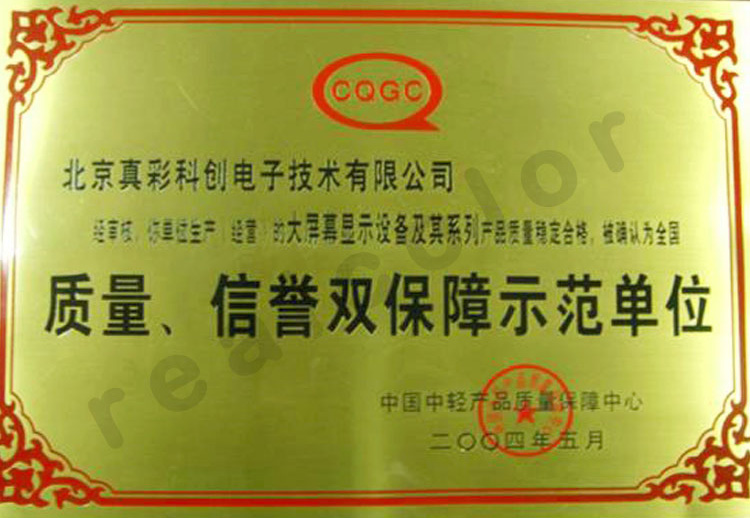 CQGC
北京真彩科创电子技术有限公司
经审核，你单位生产（经营）的大屏幕显示设备及其系列产品质量稳定合格，被确认为全国
质量、信誉双保障示范单位
中国中轻产品质量保障中心
二〇〇四年五月
realcolor